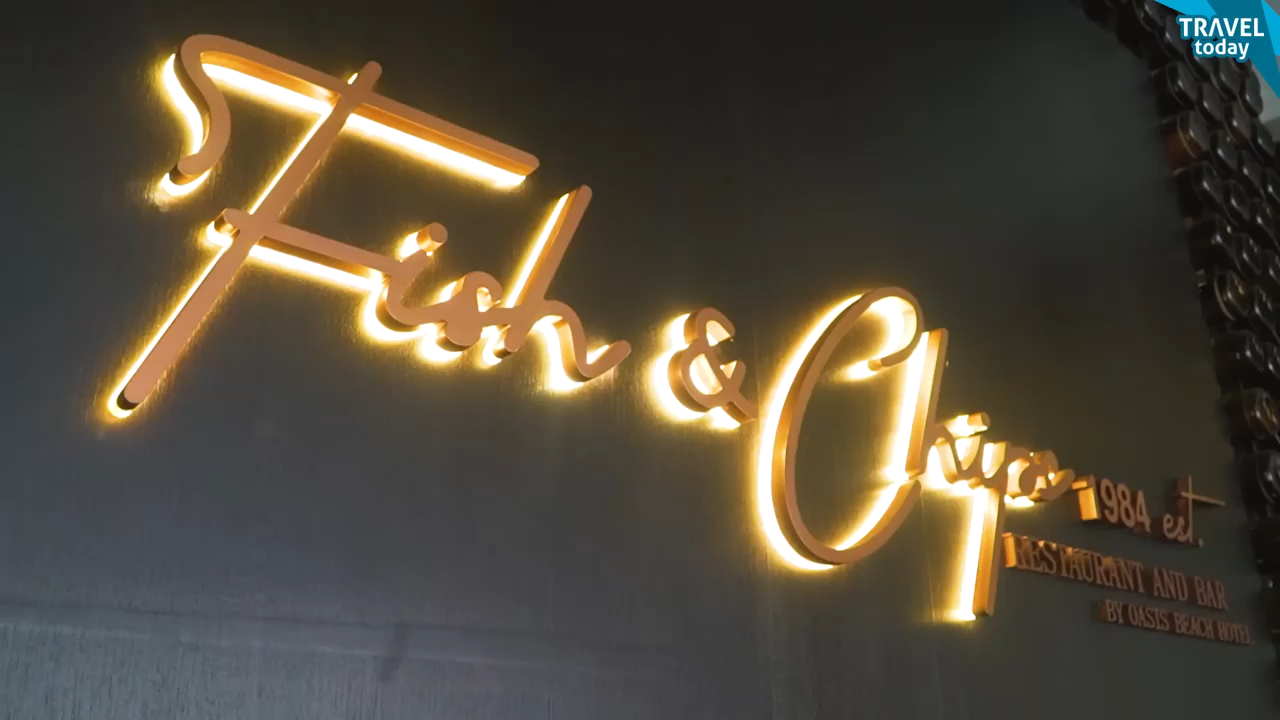 TRAVEL
today
Fish & Chips
1984 est.
RESTAURANT AND BAR
BY OASIS BEACH HOTEL